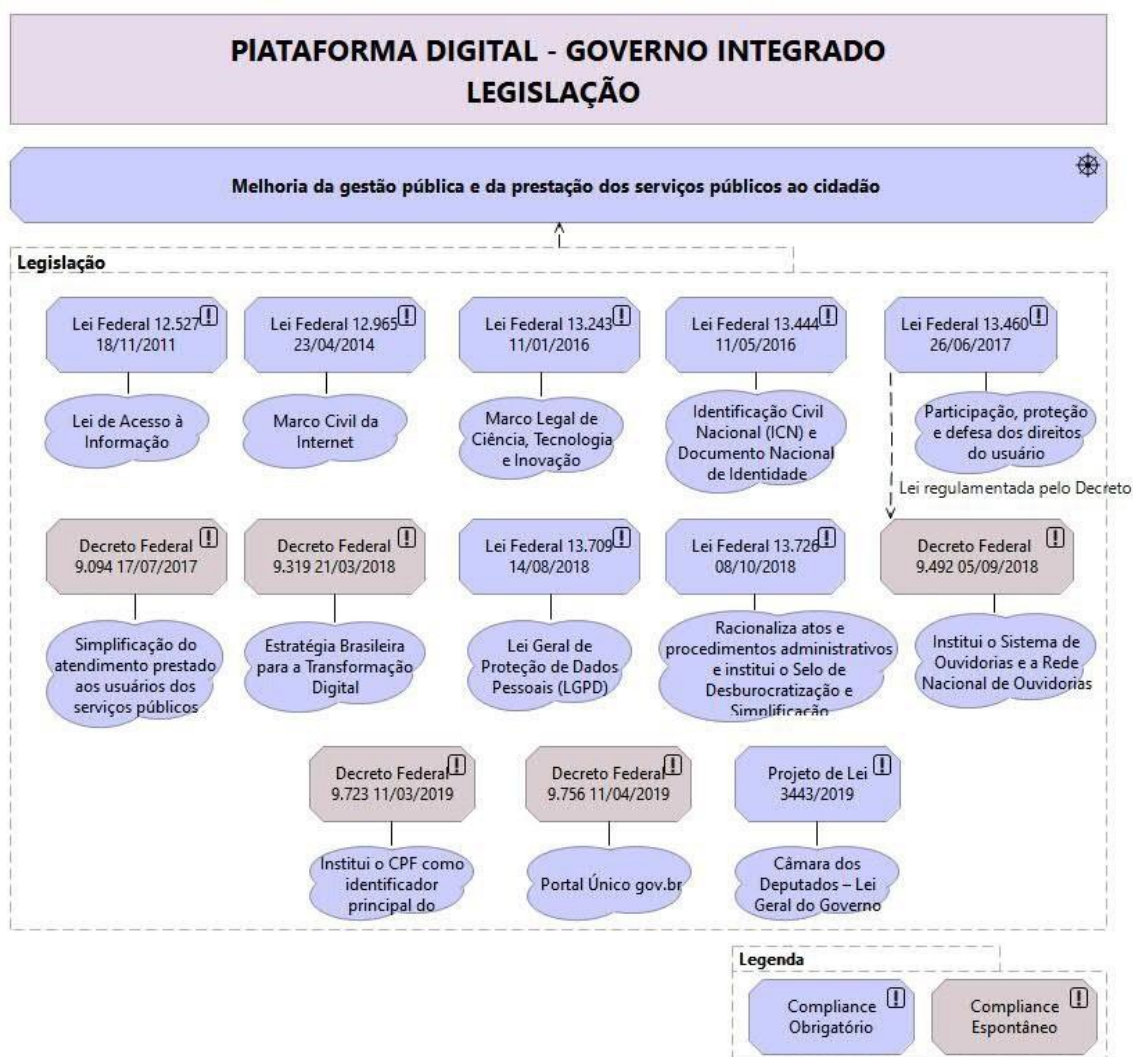 PlATAFORMA DIGITAL - GOVERNO INTEGRADO
LEGISLAÇÃO
Melhoria da gestão pública e da prestação dos serviços públicos ao cidadão
Legislação
Lei Federal 12.527
18/11/2011
Lei de Acesso à
Informação
Lei Federal 12.965
23/04/2014
Marco Civil da
Internet
Lei Federal 13.243
11/01/2016
Marco Legal de
Ciência, Tecnologia
e Inovação
Lei Federal 13.444
11/05/2016
Identificação Civil
Nacional (ICN) e
Documento Nacional
de Identidade
Lei Federal 13.460
26/06/2017
Participação, proteção
e defesa dos direitos
do usuário
Lei regulamentada pelo Decreto
Decreto Federal
9.094 17/07/2017
Simplificação do
atendimento prestado
aos usuários dos
serviços públicos
Decreto Federal
9.319 21/03/2018
Estratégia Brasileira
para a Transformação
Digital
Lei Federal 13.709
14/08/2018
Lei Geral de
Proteção de Dados
Pessoais (LGPD)
Lei Federal 13.726
08/10/2018
Racionaliza atos e
procedimentos administrativos
e institui o Selo de
Desburocratização e
Simplificação
Decreto Federal
9.492 05/09/2018
Institui o Sistema de
Ouvidorias e a Rede
Nacional de Ouvidorias
Decreto Federal
9.723 11/03/2019
Institui o CPF como
identificador
principal do
Decreto Federal
9.756 11/04/2019
Portal Único gov.br
Projeto de Lei
3443/2019
Câmara dos
Deputados – Lei
Geral do Governo
Legenda
Compliance
Obrigatório
Compliance
Espontâneo